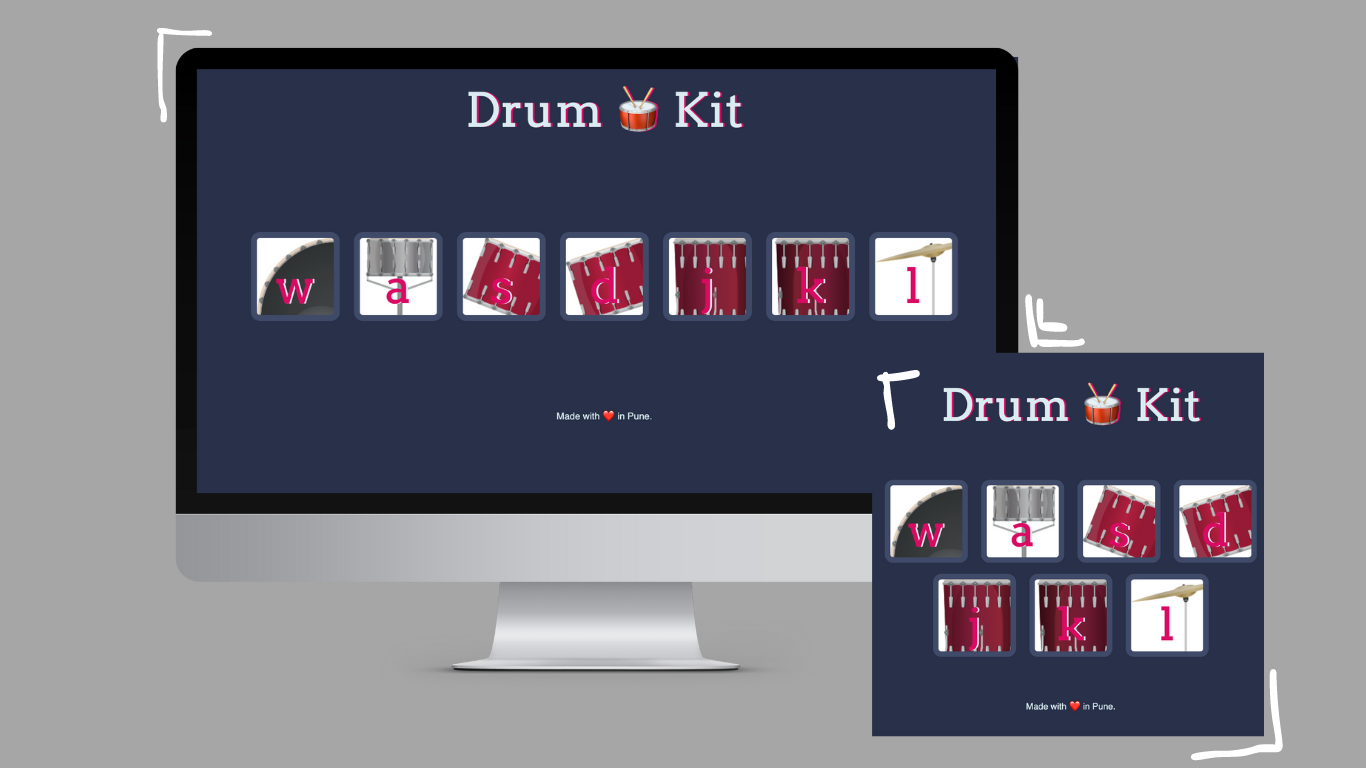 Drum 🥁 Kit
w a s d j k l
Made with ❤️ in Pune.
Drum 🥁 Kit
w a s d
j k l
Made with ❤️ in Pune.